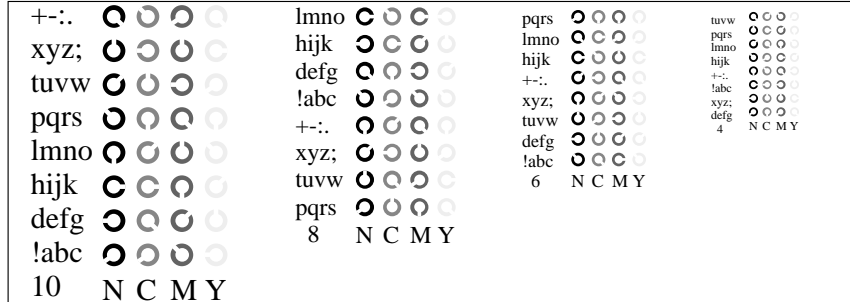 +-:.
xyz;
tuvw
pqrs
lmno
hijk
defg
!abc
10 N C M Y
lmno
hijk
defg
!abc
+-:.
xyz;
tuvw
pqrs
8 N C M Y
pqrs
lmno
hijk
+-:.
xyz;
tuvw
defg
!abc
6 N C M Y
tuvw
pqrs
lmno
hijk
+-:.
!abc
xyz;
defg
4 N C M Y